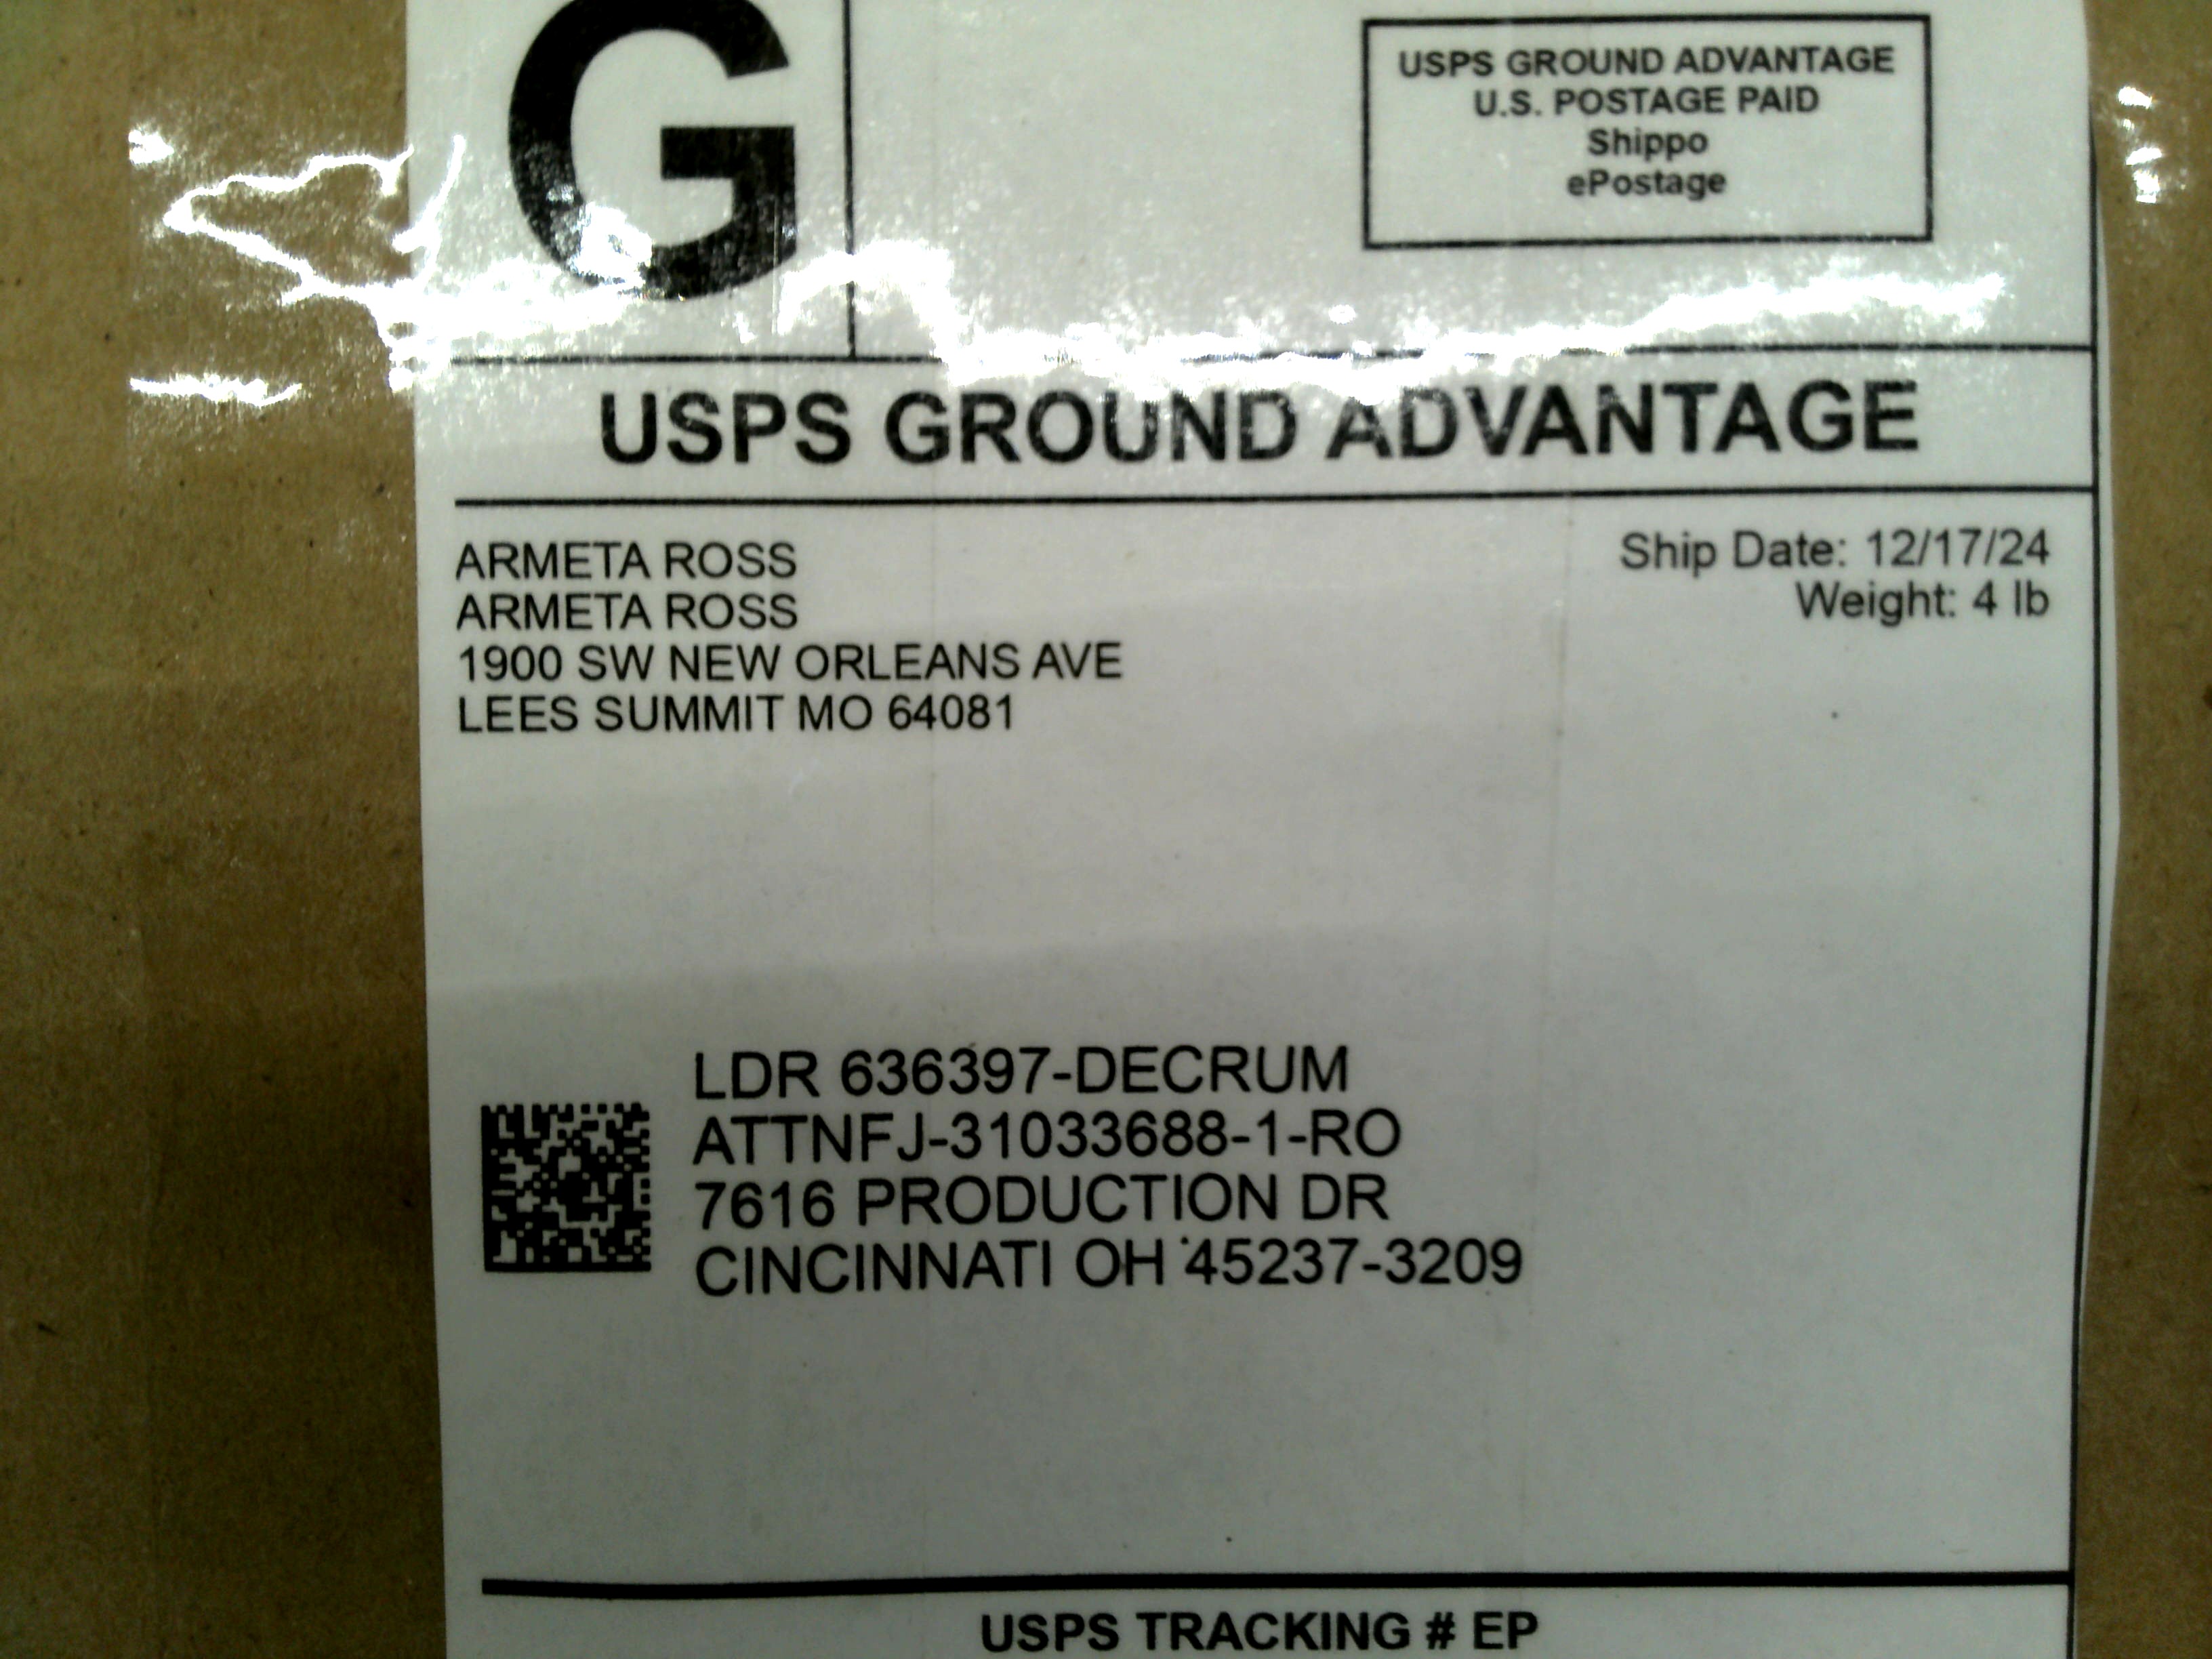 G
USPS GROUND ADVANTAGE
U.S. POSTAGE PAID
Shippo
ePostage
USPS GROUND ADVANTAGE
ARMETA ROSS
ARMETA ROSS
1900 SW NEW ORLEANS AVE
LEES SUMMIT MO 64081
Ship Date: 12/17/24
Weight: 4 lb
LDR 636397-DECRUM
ATTNFJ-31033688-1-RO
7616 PRODUCTION DR
CINCINNATI OH 45237-3209
USPS TRACKING # EP